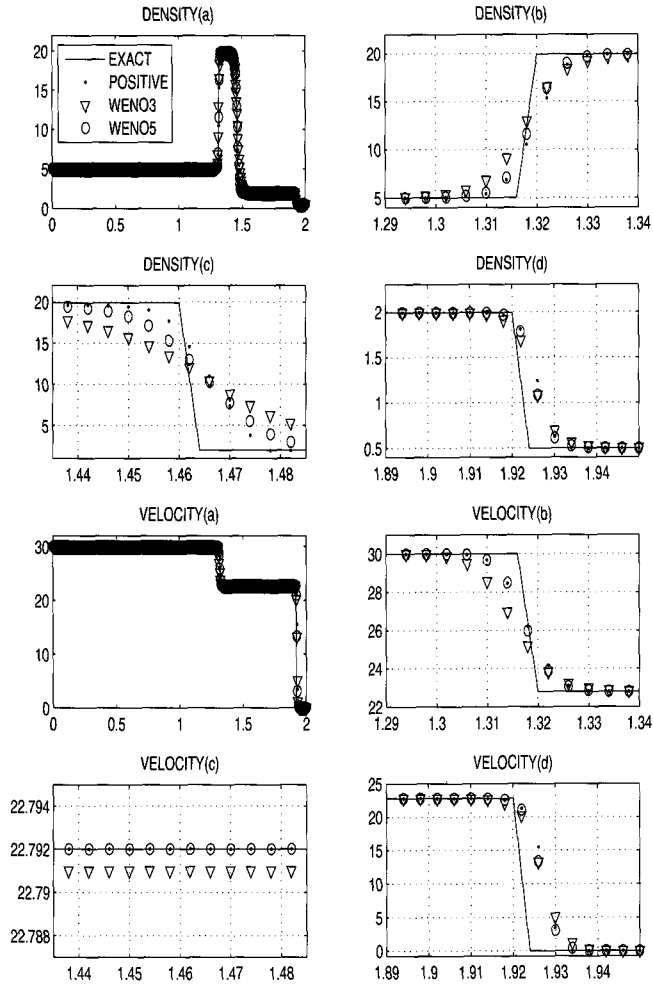 DENSITY(a)
20
15
10
5
0
EXACT
POSITIVE
WENO3
WENO5
0 0.5 1 1.5 2
DENSITY(b)
20
15
10
5
1.29 1.3 1.31 1.32 1.33 1.34
DENSITY(c)
20
15
10
5
1.44 1.45 1.46 1.47 1.48
DENSITY(d)
2
1.5
1
0.5
1.89 1.9 1.91 1.92 1.93 1.94
VELOCITY(a)
30
20
10
0
0 0.5 1 1.5 2
VELOCITY(b)
30
28
26
24
22
1.29 1.3 1.31 1.32 1.33 1.34
VELOCITY(c)
22.794
22.792
22.79
22.788
1.44 1.45 1.46 1.47 1.48
VELOCITY(d)
25
20
15
10
5
0
1.89 1.9 1.91 1.92 1.93 1.94